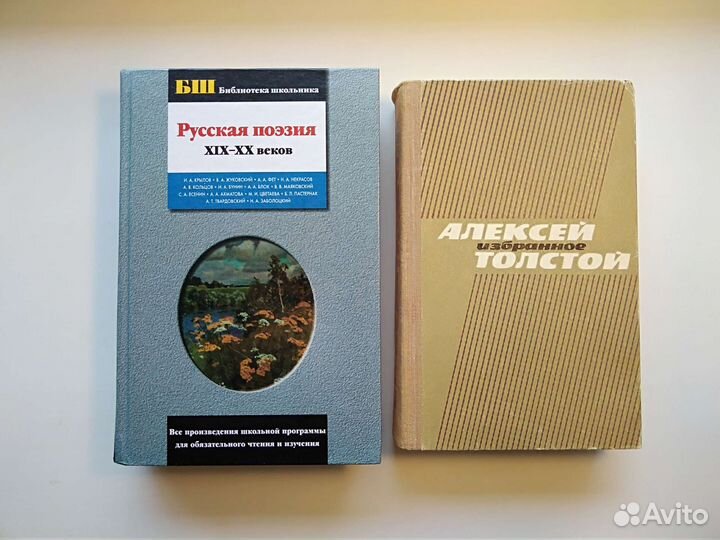 БШ Библиотека школьника
Русская поэзия
XIX–XX веков
И. А. КРЫЛОВ • В. А. ЖУКОВСКИЙ • А. А. ФЕТ • Н. А. НЕКРАСОВ
А. В. КОЛЬЦОВ • И. А. БУНИН • А. А. БЛОК • В. В. МАЯКОВСКИЙ
С. А. ЕСЕНИН • А. А. АХМАТОВА • М. И. ЦВЕТАЕВА • Б. Л. ПАСТЕРНАК
А. Т. ТВАРДОВСКИЙ • Н. А. ЗАБОЛОЦКИЙ
Все произведения школьной программы
для обязательного чтения и изучения
АЛЕКСЕЙ
избранное
ТОЛСТОЙ
Avito